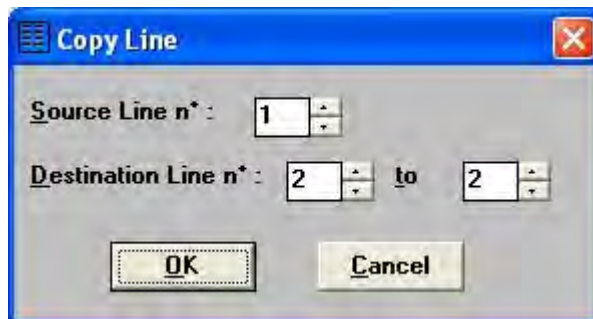 Copy Line
Source Line n° : 1
Destination Line n° : 2 to 2
OK Cancel